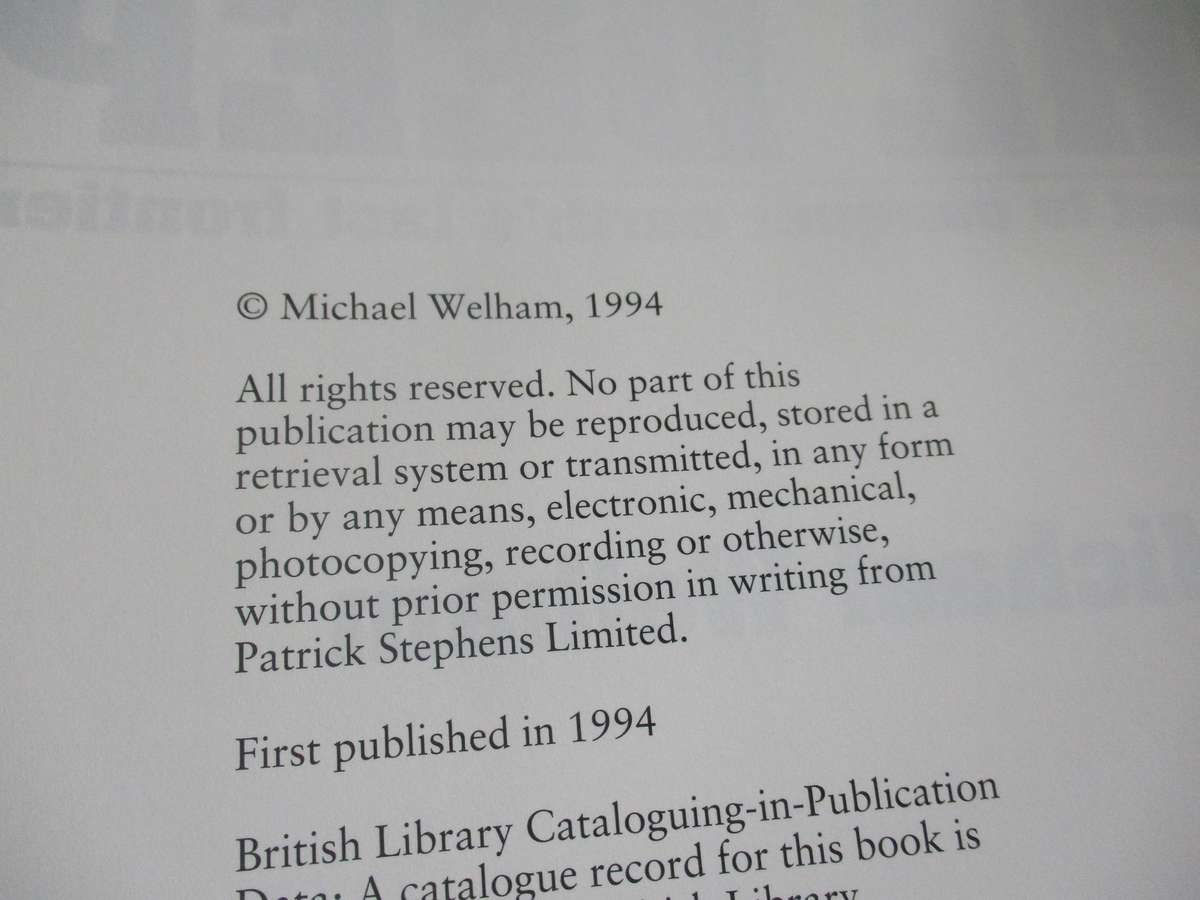 © Michael Welham, 1994
All rights reserved. No part of this
publication may be reproduced, stored in a
retrieval system or transmitted, in any form
or by any means, electronic, mechanical,
photocopying, recording or otherwise,
without prior permission in writing from
Patrick Stephens Limited.
First published in 1994
British Library Cataloguing-in-Publication
Data: A catalogue record for this book is
Library